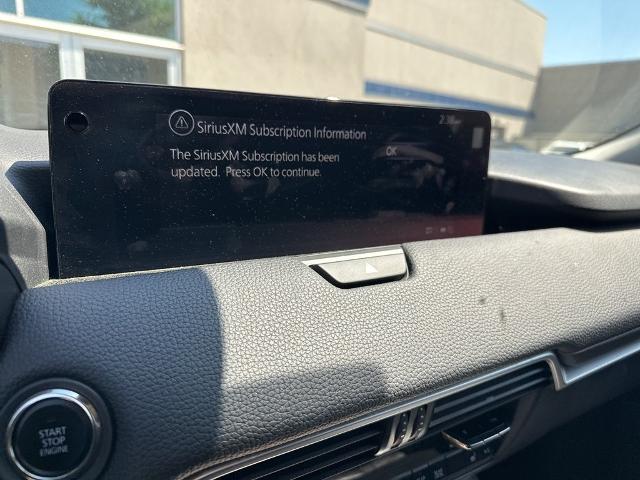 SiriusXM Subscription Information
The SiriusXM Subscription has been
updated. Press OK to continue.
OK
START
STOP
ENGINE